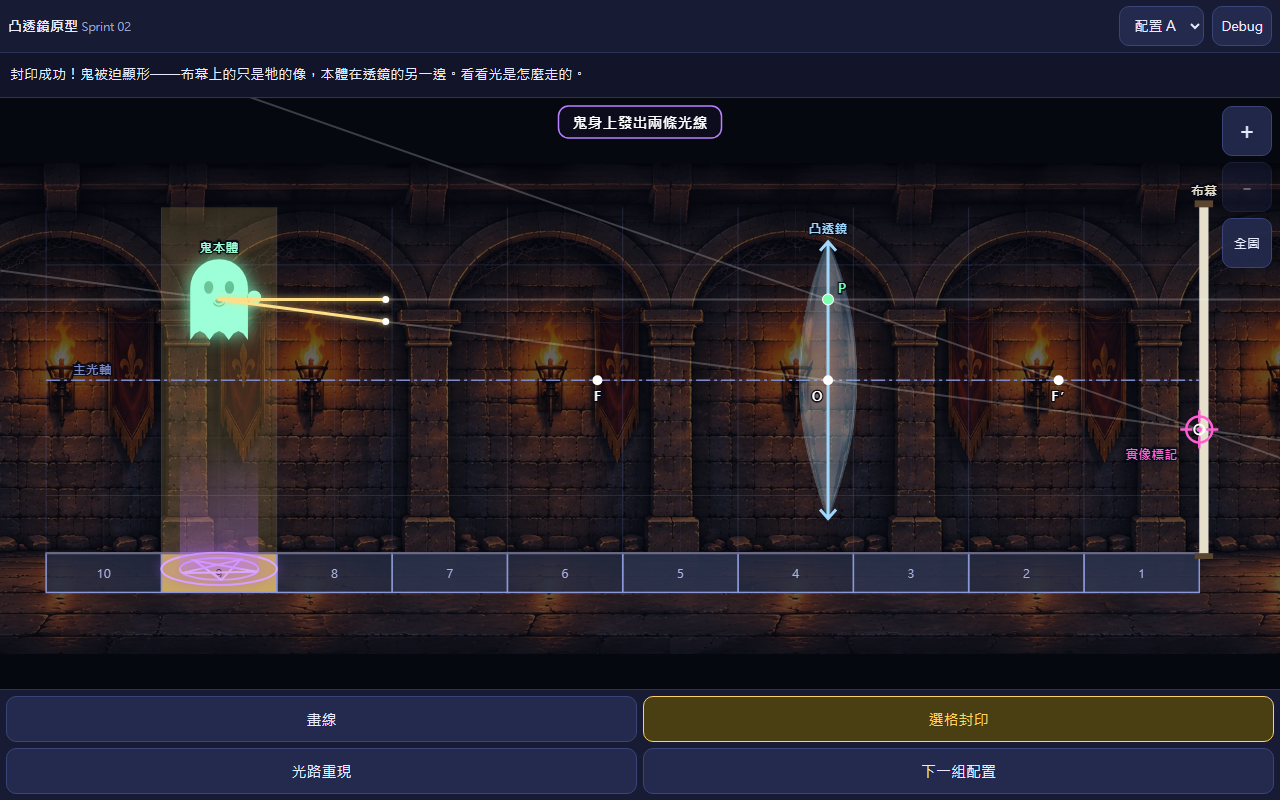 凸透鏡原型 Sprint 02
配置 A
Debug
封印成功！鬼被迫顯形——布幕上的只是牠的像，本體在透鏡的另一邊。看看光是怎麼走的。
鬼身上發出兩條光線
+
布幕
−
凸透鏡
全圖
鬼本體
P
主光軸
F
O
F′
實像標記
10
9
8
7
6
5
4
3
2
1
畫線
選格封印
光路重現
下一組配置